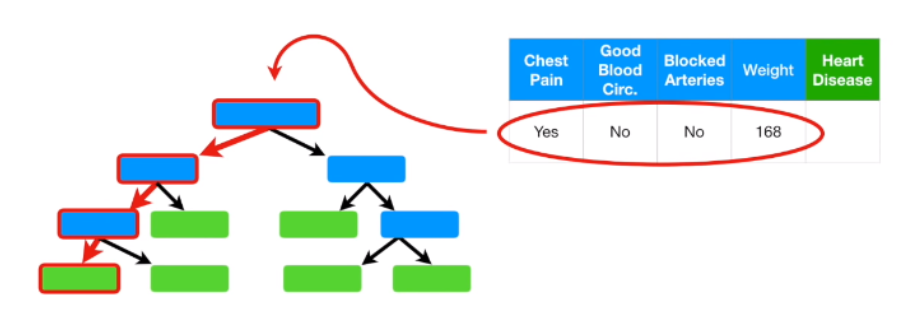 Chest Pain
Good Blood Circ.
Blocked Arteries
Weight
Heart Disease
Yes
No
No
168